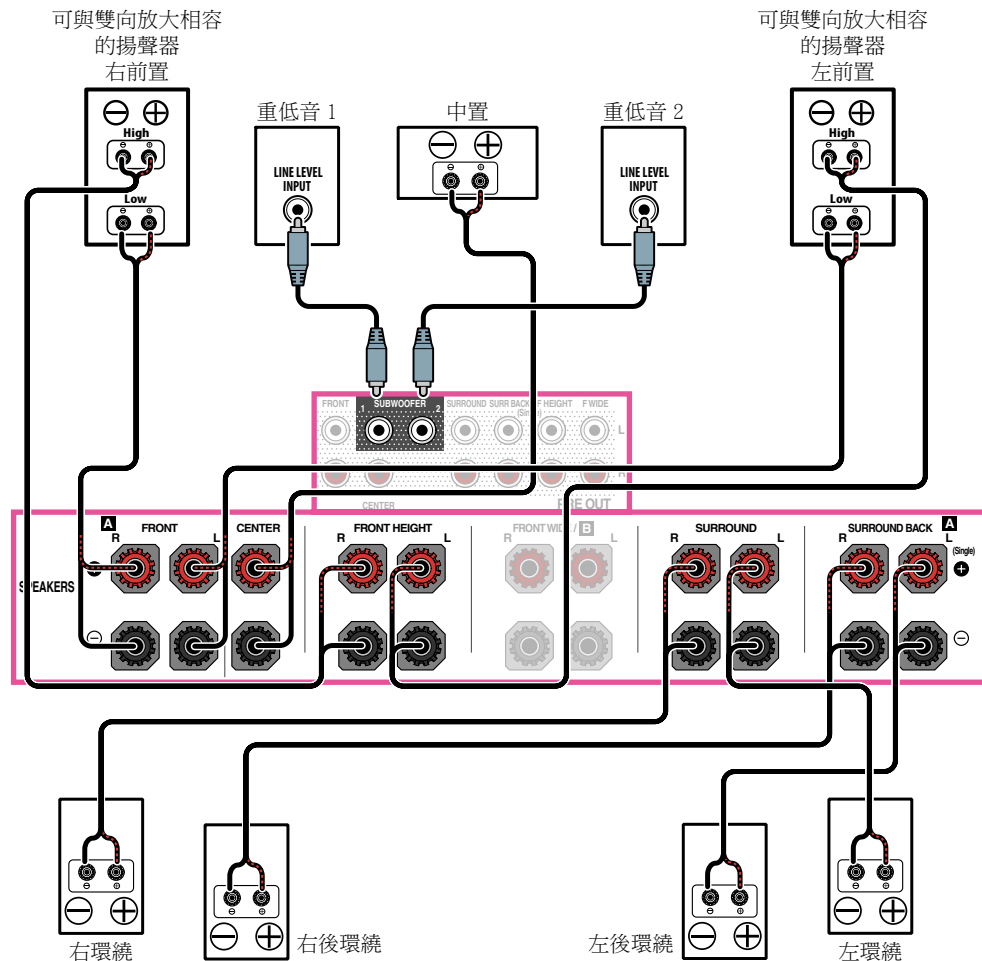 可與雙向放大相容
的揚聲器
右前置
可與雙向放大相容
的揚聲器
左前置
重低音 1
中置
重低音 2
⊖ ⊕
High
⊖ ⊕
Low
⊖ ⊕
LINE LEVEL
INPUT
⊖ ⊕
⊖ ⊕
LINE LEVEL
INPUT
⊖ ⊕
High
⊖ ⊕
Low
⊖ ⊕
FRONT
1 SUBWOOFER 2
SURROUND
SURR BACK
(Single)
F HEIGHT
F WIDE
L
R
CENTER
PRE OUT
SPEAKERS
A
FRONT
R L
CENTER
FRONT HEIGHT
R L
FRONT WIDE / B
R L
SURROUND
R L
SURROUND BACK
A
R L
(Single)
⊕
⊖
⊖ ⊕
⊖ ⊕
右環繞
⊖ ⊕
⊖ ⊕
右後環繞
⊖ ⊕
⊖ ⊕
左後環繞
⊖ ⊕
⊖ ⊕
左環繞